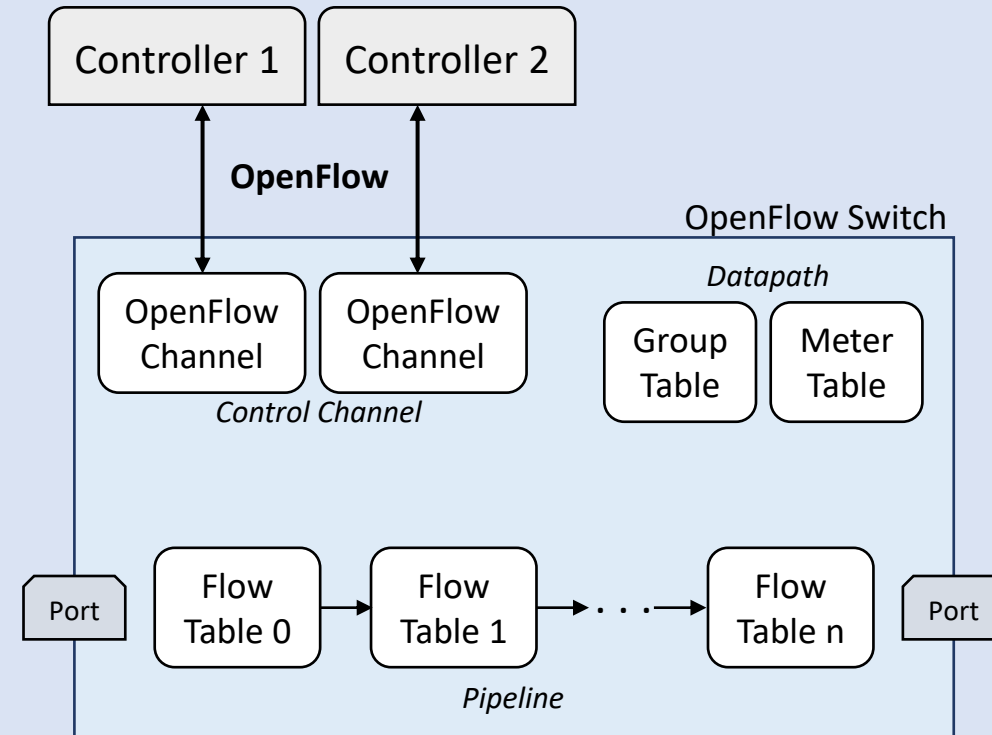 Controller 1
Controller 2
OpenFlow
OpenFlow Switch
OpenFlow
Channel
OpenFlow
Channel
Control Channel
Datapath
Group
Table
Meter
Table
Port
Flow
Table 0
Flow
Table 1
. . .
Flow
Table n
Port
Pipeline